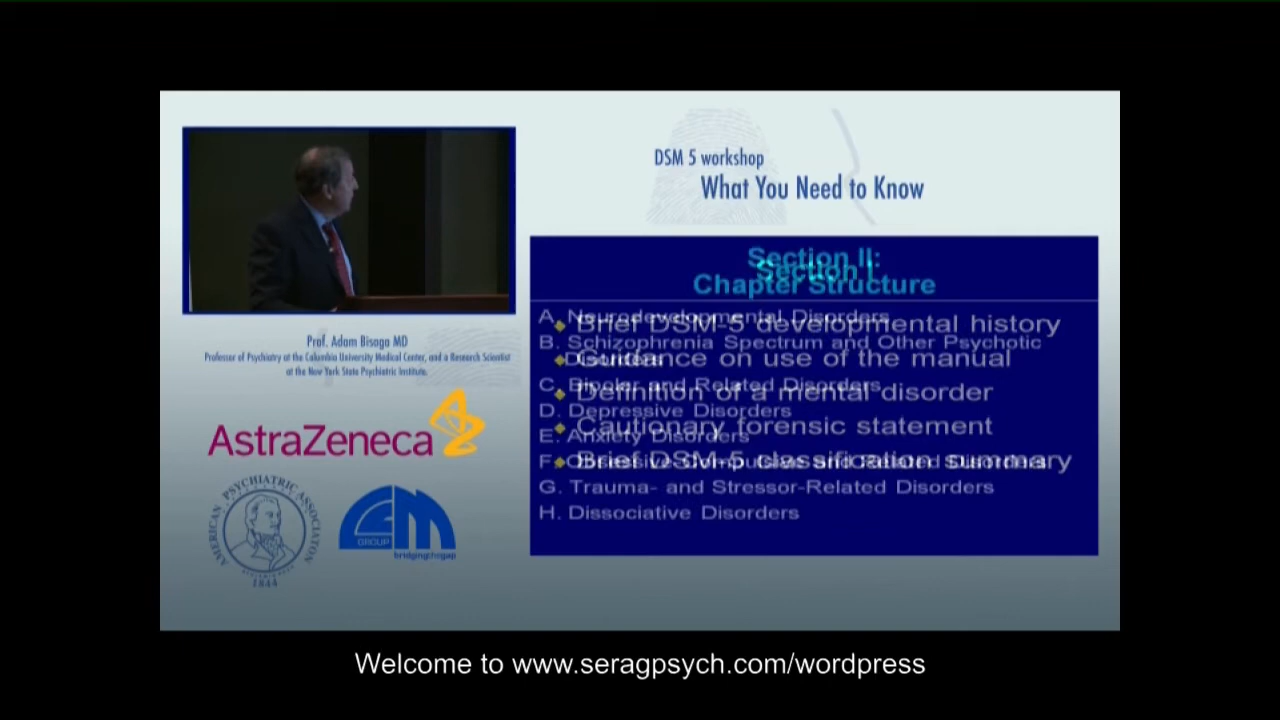 DSM 5 workshop
What You Need to Know
Prof. Adam Bisaga MD
Professor of Psychiatry at the Columbia University Medical Center, and a Research Scientist
at the New York State Psychiatric Institute.
AstraZeneca
AMERICAN PSYCHIATRIC ASSOCIATION
1844
GROUP
bridgingthegap
Section II:
Chapter Structure
A. Neurodevelopmental Disorders
B. Schizophrenia Spectrum and Other Psychotic
Disorders
C. Bipolar and Related Disorders
D. Depressive Disorders
E. Anxiety Disorders
F. Obsessive-Compulsive and Related Disorders
G. Trauma- and Stressor-Related Disorders
H. Dissociative Disorders
Section I
Brief DSM-5 developmental history
Guidance on use of the manual
Definition of a mental disorder
Cautionary forensic statement
Brief DSM-5 classification summary
Welcome to www.seragpsych.com/wordpress